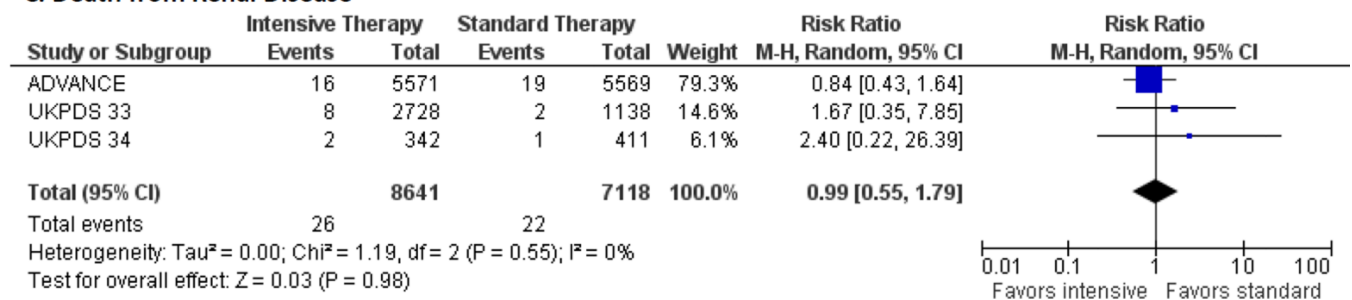 Intensive Therapy Standard Therapy Risk Ratio Risk Ratio
Study or Subgroup Events Total Events Total Weight M-H, Random, 95% CI M-H, Random, 95% CI
ADVANCE 16 5571 19 5569 79.3% 0.84 [0.43, 1.64]
UKPDS 33 8 2728 2 1138 14.6% 1.67 [0.35, 7.85]
UKPDS 34 2 342 1 411 6.1% 2.40 [0.22, 26.39]
Total (95% CI) 8641 7118 100.0% 0.99 [0.55, 1.79]
Total events 26 22
Heterogeneity: Tau² = 0.00; Chi² = 1.19, df = 2 (P = 0.55); I² = 0%
Test for overall effect: Z = 0.03 (P = 0.98)
0.01 0.1 1 10 100
Favors intensive Favors standard